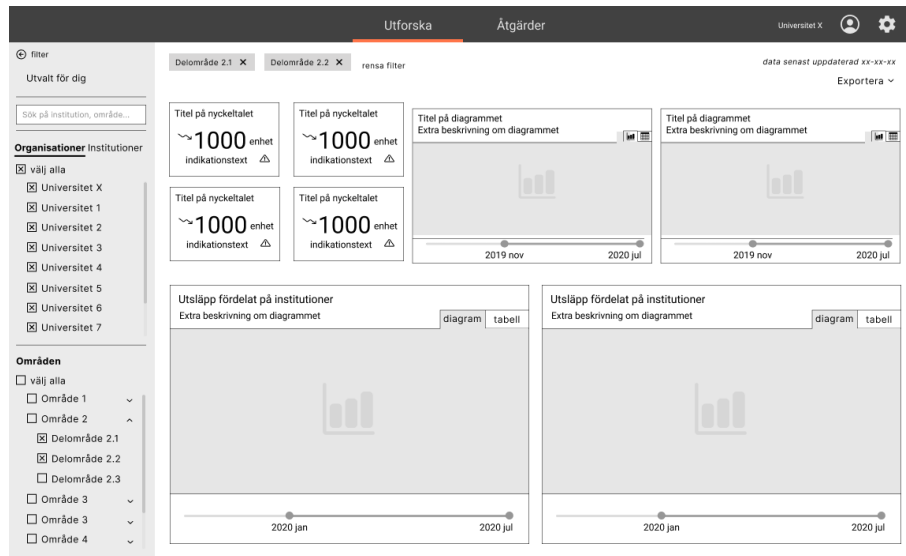 Utforska
Åtgärder
Universitet X
filter
Utvalt för dig
Sök på institution, område...
Organisationer Institutioner
välj alla
Universitet X
Universitet 1
Universitet 2
Universitet 3
Universitet 4
Universitet 5
Universitet 6
Universitet 7
Områden
välj alla
Område 1
Område 2
Delområde 2.1
Delområde 2.2
Delområde 2.3
Område 3
Område 3
Område 4
Delområde 2.1
Delområde 2.2
rensa filter
data senast uppdaterad xx-xx-xx
Exportera
Titel på nyckeltalet
1000 enhet
indikationstext
Titel på nyckeltalet
1000 enhet
indikationstext
Titel på nyckeltalet
1000 enhet
indikationstext
Titel på nyckeltalet
1000 enhet
indikationstext
Titel på diagrammet
Extra beskrivning om diagrammet
2019 nov
2020 jul
Titel på diagrammet
Extra beskrivning om diagrammet
2019 nov
2020 jul
Utsläpp fördelat på institutioner
Extra beskrivning om diagrammet
diagram
tabell
2020 jan
2020 jul
Utsläpp fördelat på institutioner
Extra beskrivning om diagrammet
diagram
tabell
2020 jan
2020 jul